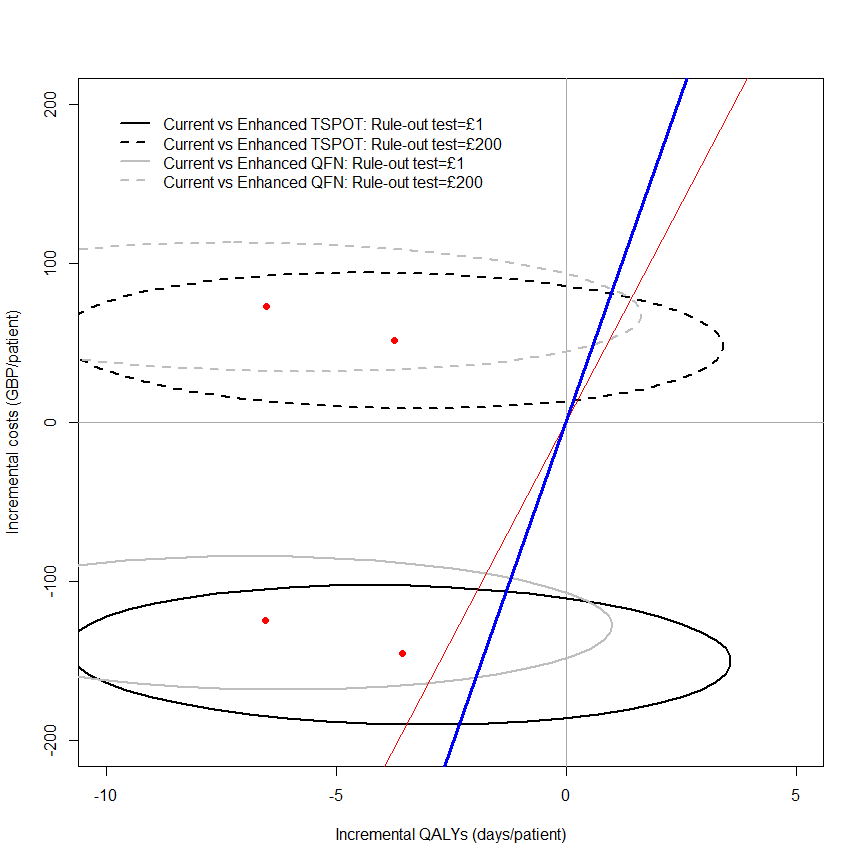 200
Current vs Enhanced TSPOT: Rule-out test=£1
Current vs Enhanced TSPOT: Rule-out test=£200
Current vs Enhanced QFN: Rule-out test=£1
Current vs Enhanced QFN: Rule-out test=£200
100
0
-100
-200
Incremental costs (GBP/patient)
-10
-5
0
5
Incremental QALYs (days/patient)